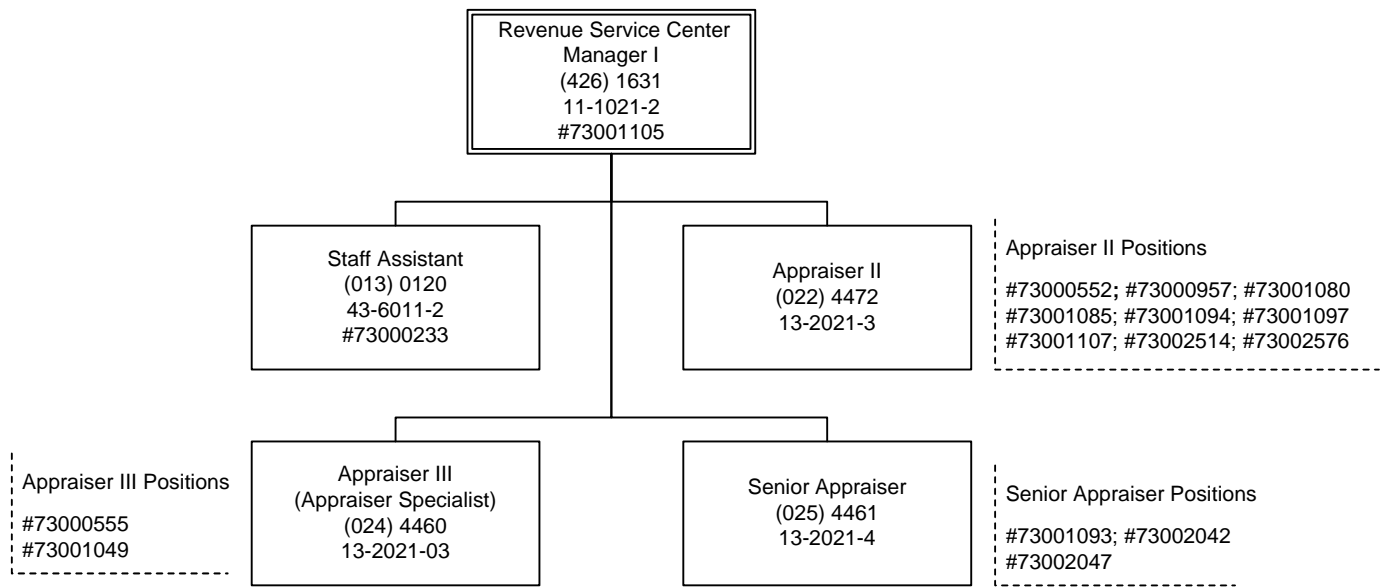 Revenue Service Center
Manager I
(426) 1631
11-1021-2
#73001105
Staff Assistant
(013) 0120
43-6011-2
#73000233
Appraiser II
(022) 4472
13-2021-3
Appraiser II Positions
#73000552; #73000957; #73001080
#73001085; #73001094; #73001097
#73001107; #73002514; #73002576
Appraiser III Positions
#73000555
#73001049
Appraiser III
(Appraiser Specialist)
(024) 4460
13-2021-03
Senior Appraiser
(025) 4461
13-2021-4
Senior Appraiser Positions
#73001093; #73002042
#73002047